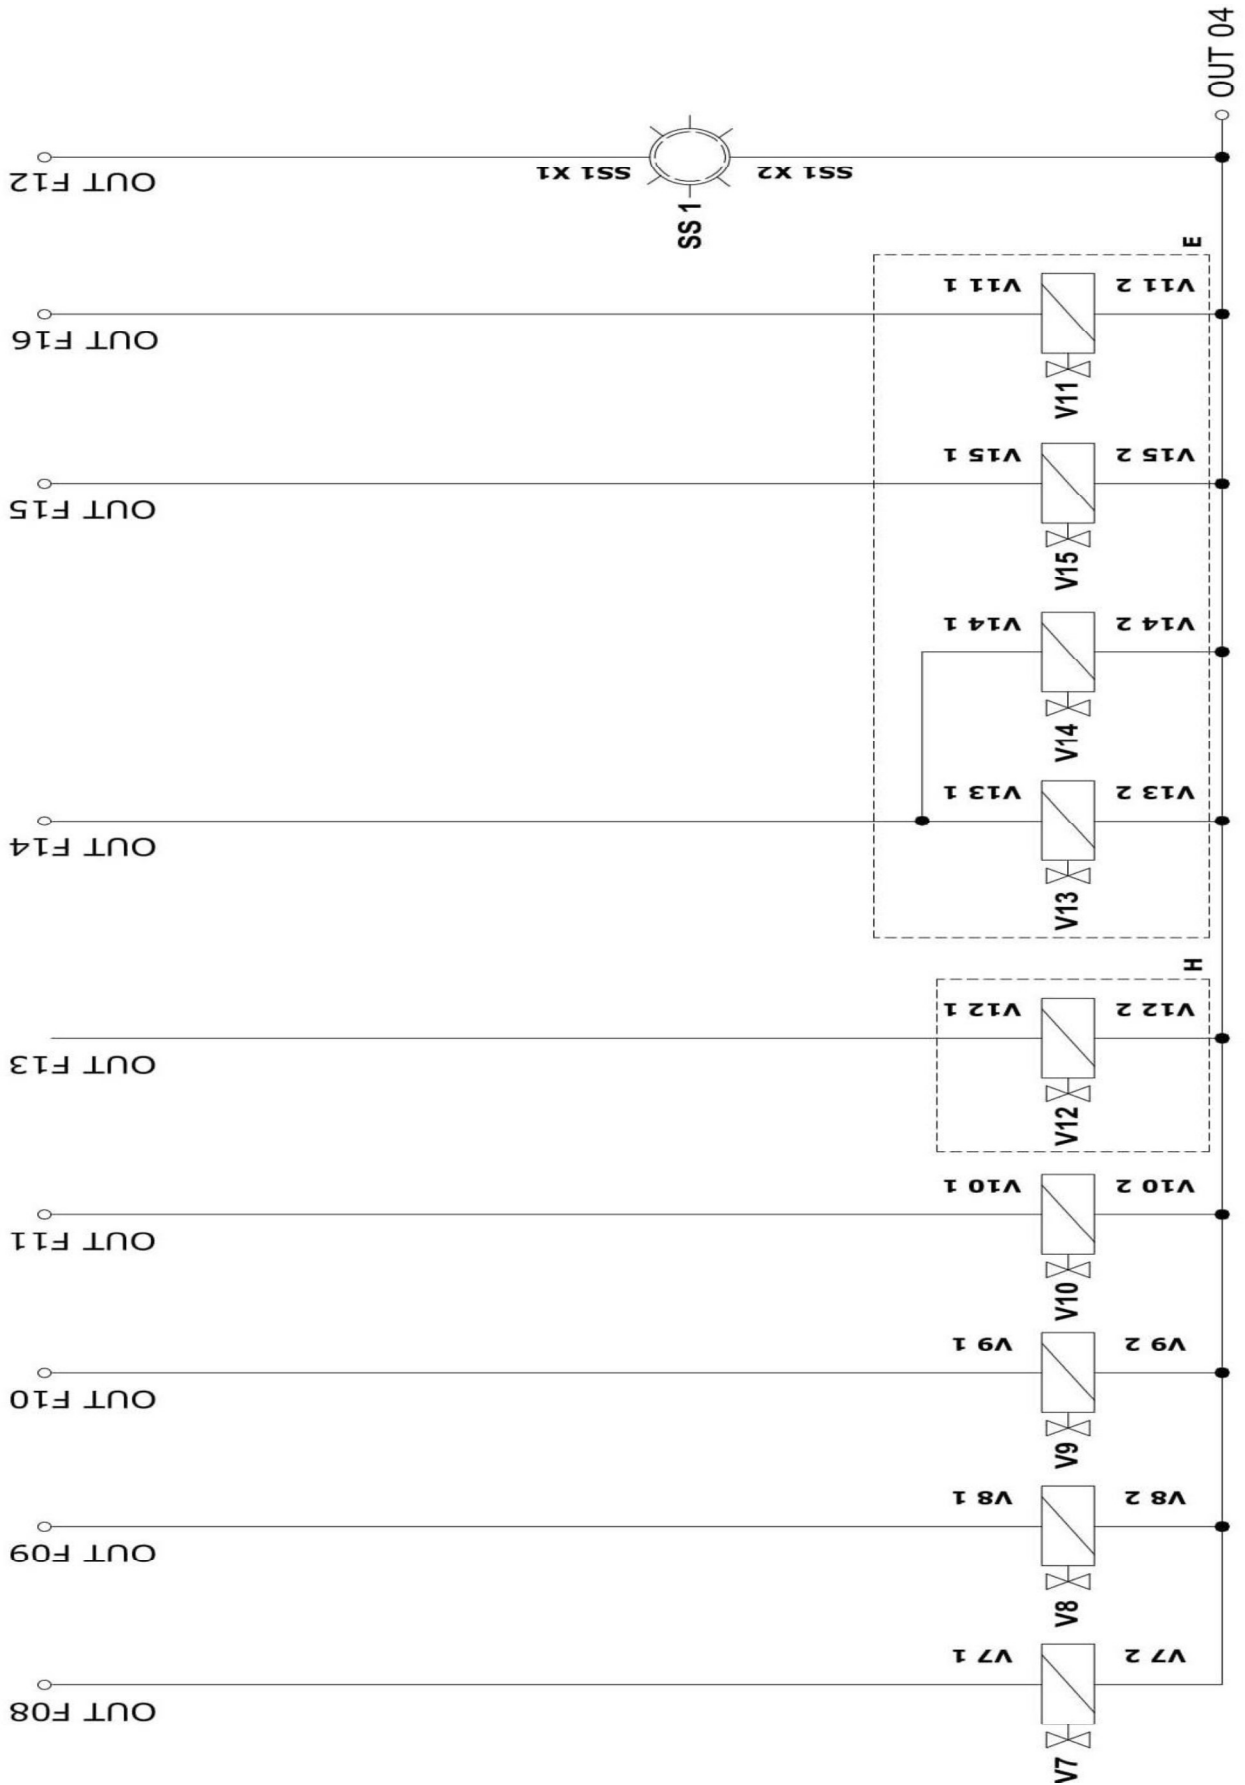 OUT 04
OUT F12
SS1 X1
SS1 X2
SS 1
E
OUT F16
V11 1
V11 2
V11
OUT F15
V15 1
V15 2
V15
V14 1
V14 2
V14
OUT F14
V13 1
V13 2
V13
H
OUT F13
V12 1
V12 2
V12
OUT F11
V10 1
V10 2
V10
OUT F10
V9 1
V9 2
V9
OUT F09
V8 1
V8 2
V8
OUT F08
V7 1
V7 2
V7